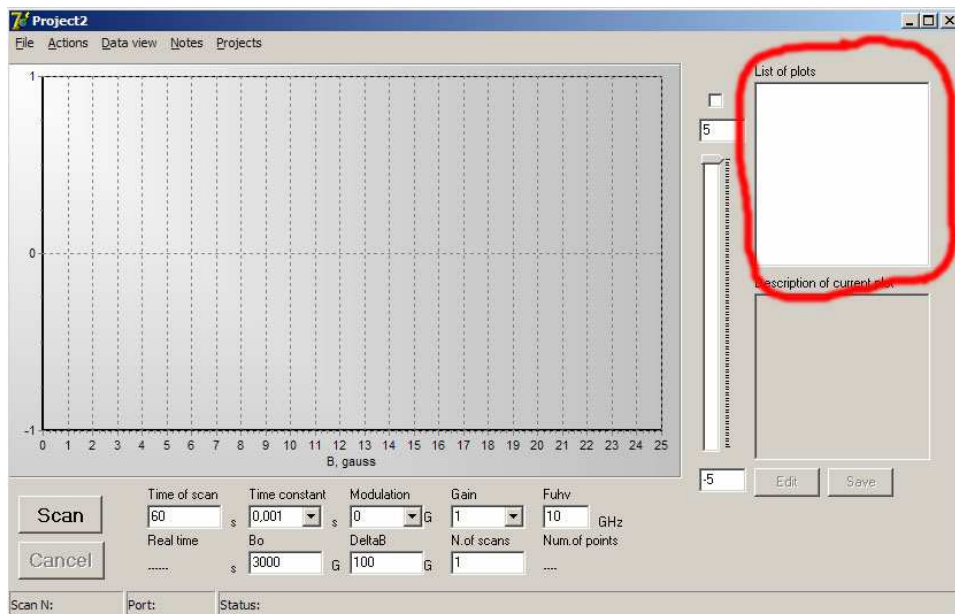 Project2
File Actions Data view Notes Projects
List of plots
1
5
0
-1
0 1 2 3 4 5 6 7 8 9 10 11 12 13 14 15 16 17 18 19 20 21 22 23 24 25
B, gauss
Description of current plot
-5
Edit Save
Scan
Cancel
Time of scan Time constant Modulation Gain Fuhv
60 s 0,001 s 0 G 1 10 GHz
Real time Bo DeltaB N.of scans Num.of points
...... s 3000 G 100 G 1 ....
Scan N: Port: Status: